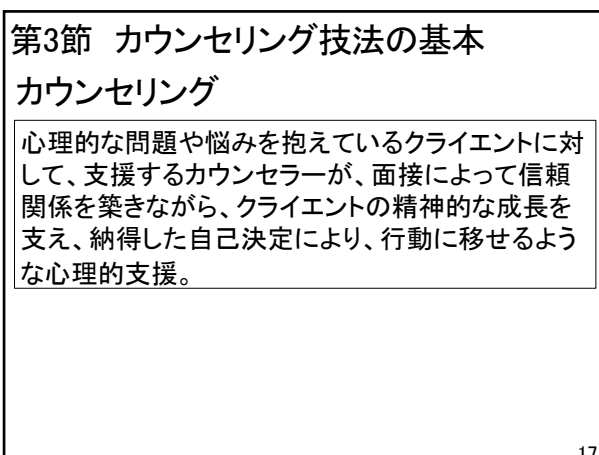 第3節　カウンセリング技法の基本
カウンセリング
心理的な問題や悩みを抱えているクライエントに対
して、支援するカウンセラーが、面接によって信頼
関係を築きながら、クライエントの精神的な成長を
支え、納得した自己決定により、行動に移せるよう
な心理的支援。
17